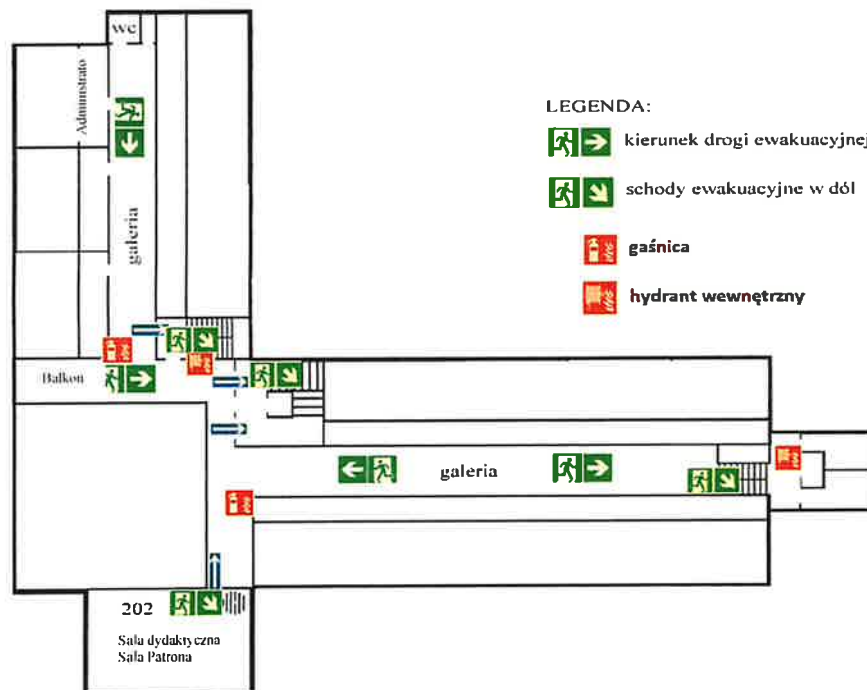 wc
Administrato
galeria
Balkon
galeria
202
Sala dydaktyczna
Sala Patrona
LEGENDA:
kierunek drogi ewakuacyjnej
schody ewakuacyjne w dól
gaśnica
hydrant wewnętrzny